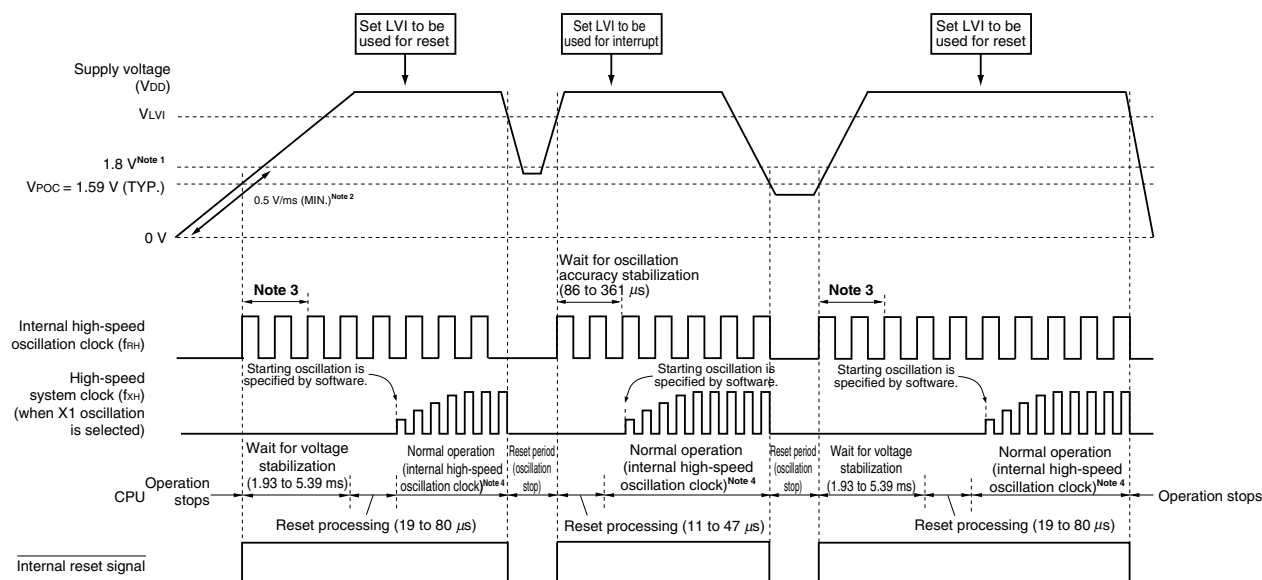 Set LVI to be
used for reset
Set LVI to be
used for interrupt
Set LVI to be
used for reset
Supply voltage
(VDD)
VLVI
1.8 V Note 1
VPOC = 1.59 V (TYP.)
0.5 V/ms (MIN.) Note 2
0 V
Wait for oscillation
accuracy stabilization
(86 to 361 μs)
Note 3
Note 3
Internal high-speed
oscillation clock (fRH)
Starting oscillation is
specified by software.
Starting oscillation is
specified by software.
Starting oscillation is
specified by software.
High-speed
system clock (fXH)
(when X1 oscillation
is selected)
Wait for voltage
stabilization
(1.93 to 5.39 ms)
Normal operation
(internal high-speed
oscillation clock) Note 4
Reset period
(oscillation
stop)
Normal operation
(internal high-speed
oscillation clock) Note 4
Reset period
(oscillation
stop)
Wait for voltage
stabilization
(1.93 to 5.39 ms)
Normal operation
(internal high-speed
oscillation clock) Note 4
CPU
Operation
stops
Operation stops
Reset processing (19 to 80 μs)
Reset processing (11 to 47 μs)
Reset processing (19 to 80 μs)
Internal reset signal